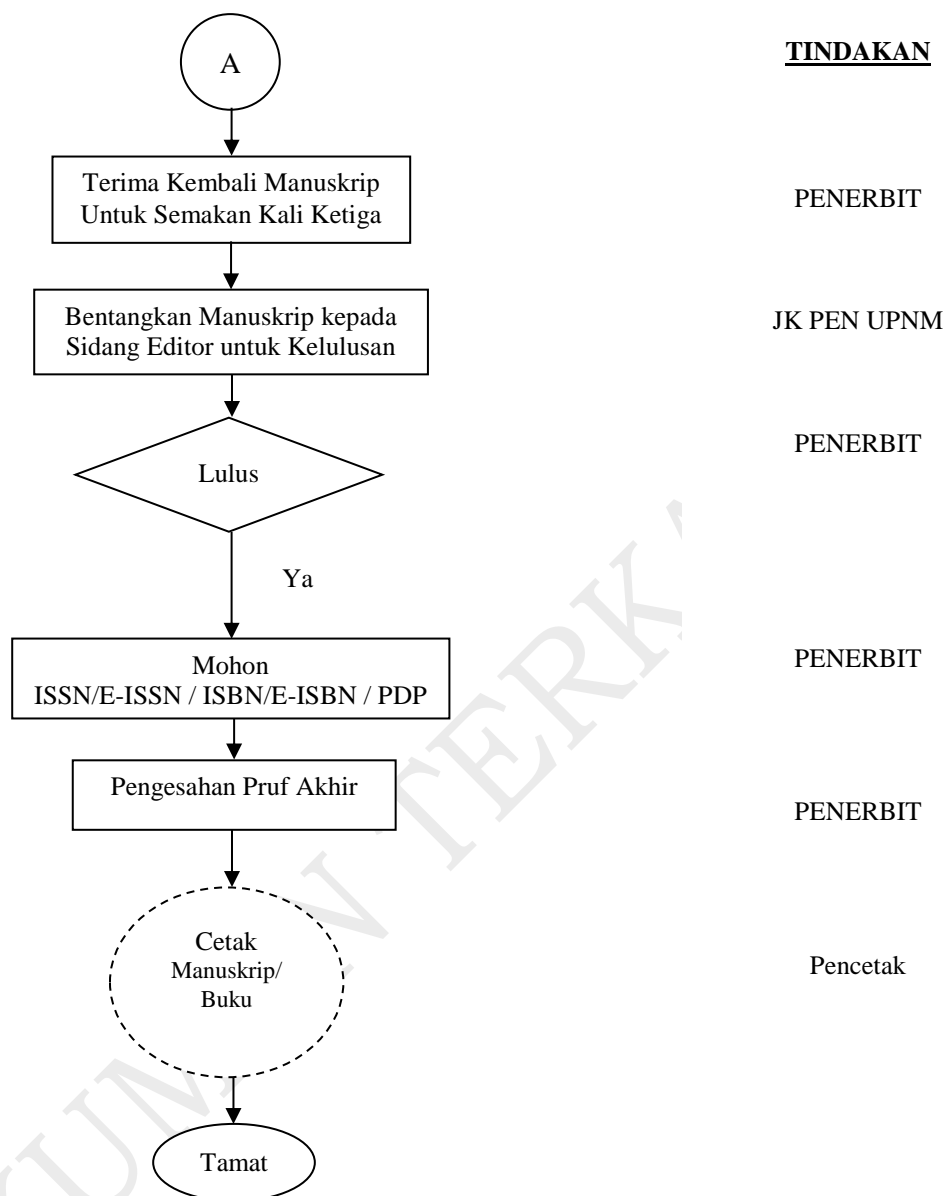 A
TINDAKAN
Terima Kembali Manuskrip
Untuk Semakan Kali Ketiga
PENERBIT
Bentangkan Manuskrip kepada
Sidang Editor untuk Kelulusan
JK PEN UPNM
Lulus
PENERBIT
Ya
Mohon
ISSN/E-ISSN / ISBN/E-ISBN / PDP
PENERBIT
Pengesahan Pruf Akhir
PENERBIT
Cetak
Manuskrip/
Buku
Pencetak
Tamat